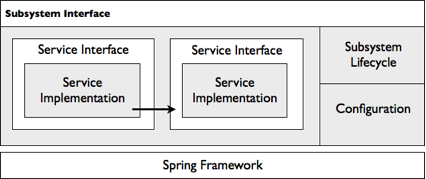 Subsystem Interface
Service Interface
Service
Implementation
Service Interface
Service
Implementation
Subsystem
Lifecycle
Configuration
Spring Framework